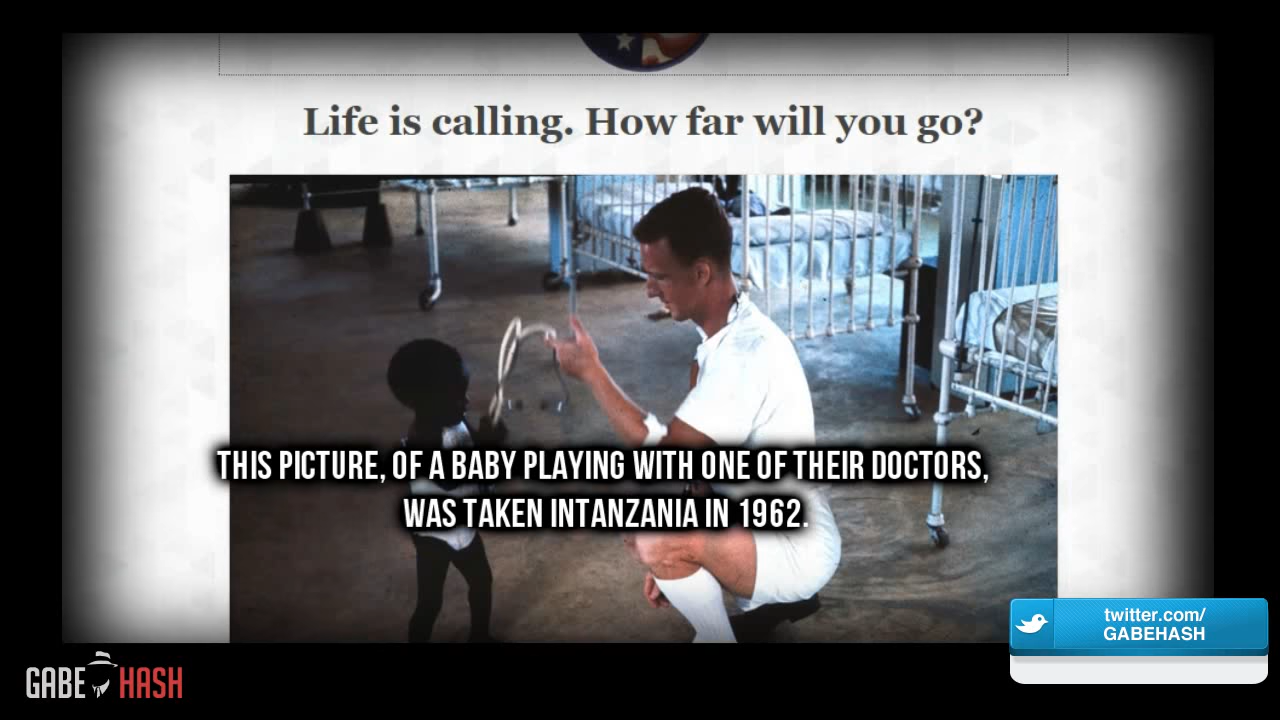 Life is calling. How far will you go?
THIS PICTURE, OF A BABY PLAYING WITH ONE OF THEIR DOCTORS,
WAS TAKEN INTANZANIA IN 1962.
twitter.com/
GABEHASH
GABE HASH